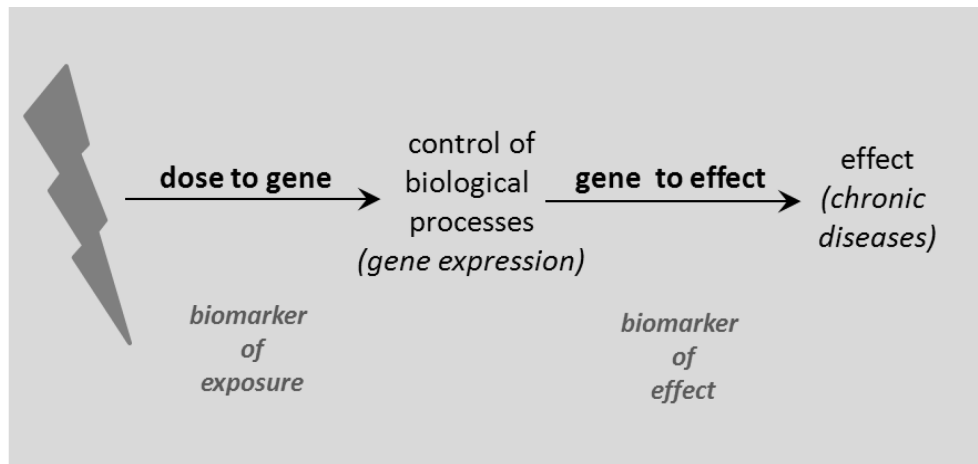 dose to gene
control of
biological
processes
(gene expression)
gene  to effect
effect
(chronic
diseases)
biomarker
of
exposure
biomarker
of
effect